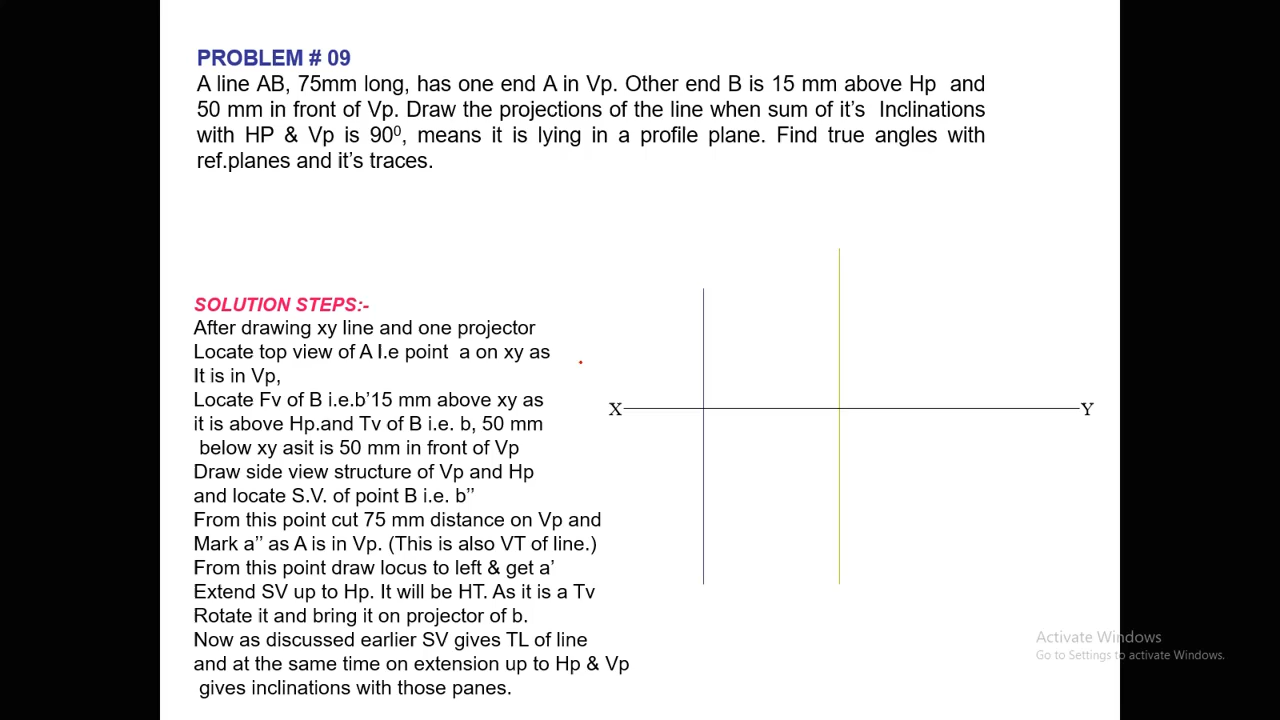 PROBLEM # 09
A line AB, 75mm long, has one end A in Vp. Other end B is 15 mm above Hp and
50 mm in front of Vp. Draw the projections of the line when sum of it’s Inclinations
with HP & Vp is 90⁰, means it is lying in a profile plane. Find true angles with
ref.planes and it’s traces.
SOLUTION STEPS:-
After drawing xy line and one projector
Locate top view of A I.e point a on xy as
It is in Vp,
Locate Fv of B i.e.b’15 mm above xy as
it is above Hp.and Tv of B i.e. b, 50 mm
below xy asit is 50 mm in front of Vp
Draw side view structure of Vp and Hp
and locate S.V. of point B i.e. b’’
From this point cut 75 mm distance on Vp and
Mark a’’ as A is in Vp. (This is also VT of line.)
From this point draw locus to left & get a’
Extend SV up to Hp. It will be HT. As it is a Tv
Rotate it and bring it on projector of b.
Now as discussed earlier SV gives TL of line
and at the same time on extension up to Hp & Vp
gives inclinations with those panes.
X Y
Activate Windows
Go to Settings to activate Windows.